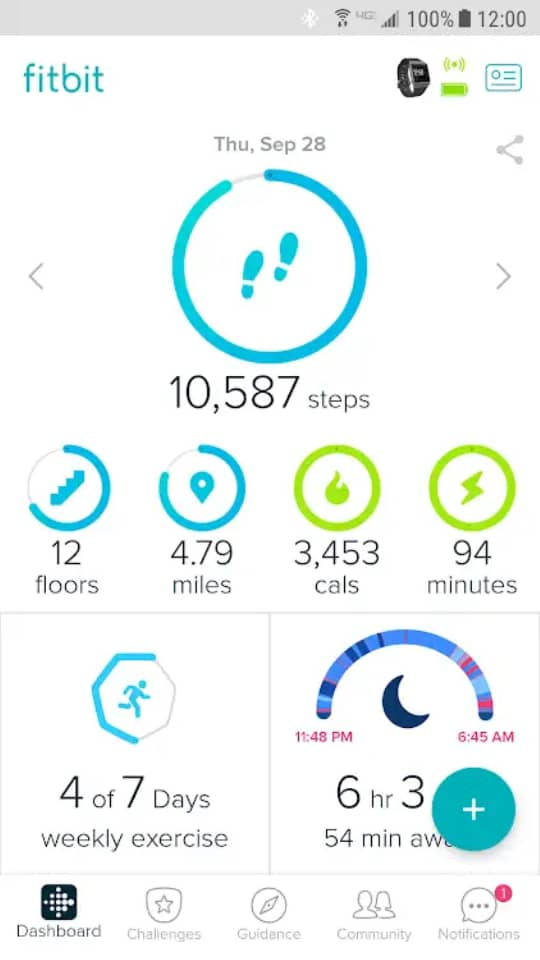 4G 100% 12:00
fitbit
Thu, Sep 28
10,587 steps
12 4.79 3,453 94
floors miles cals minutes
11:48 PM 6:45 AM
4 of 7 Days
weekly exercise
6 hr 3
54 min aw
+
1
Dashboard Challenges Guidance Community Notifications